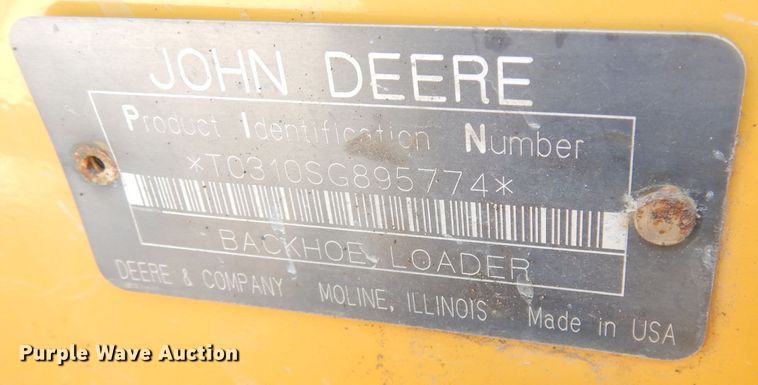 JOHN DEERE
Product Identification Number
*T0310SG895774*
BACKHOE LOADER
DEERE & COMPANY MOLINE, ILLINOIS Made in USA
Purple Wave Auction